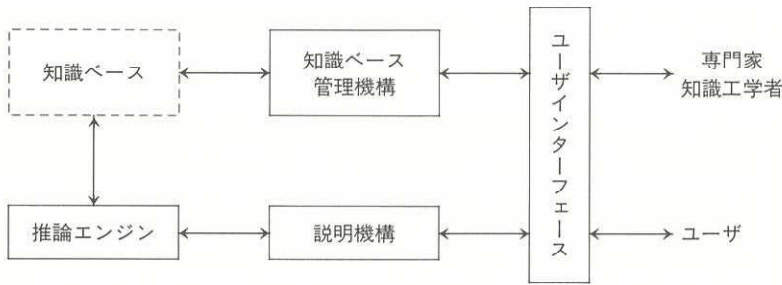 知識ベース
知識ベース
管理機構
ユーザインターフェース
専門家
知識工学者
推論エンジン
説明機構
ユーザ